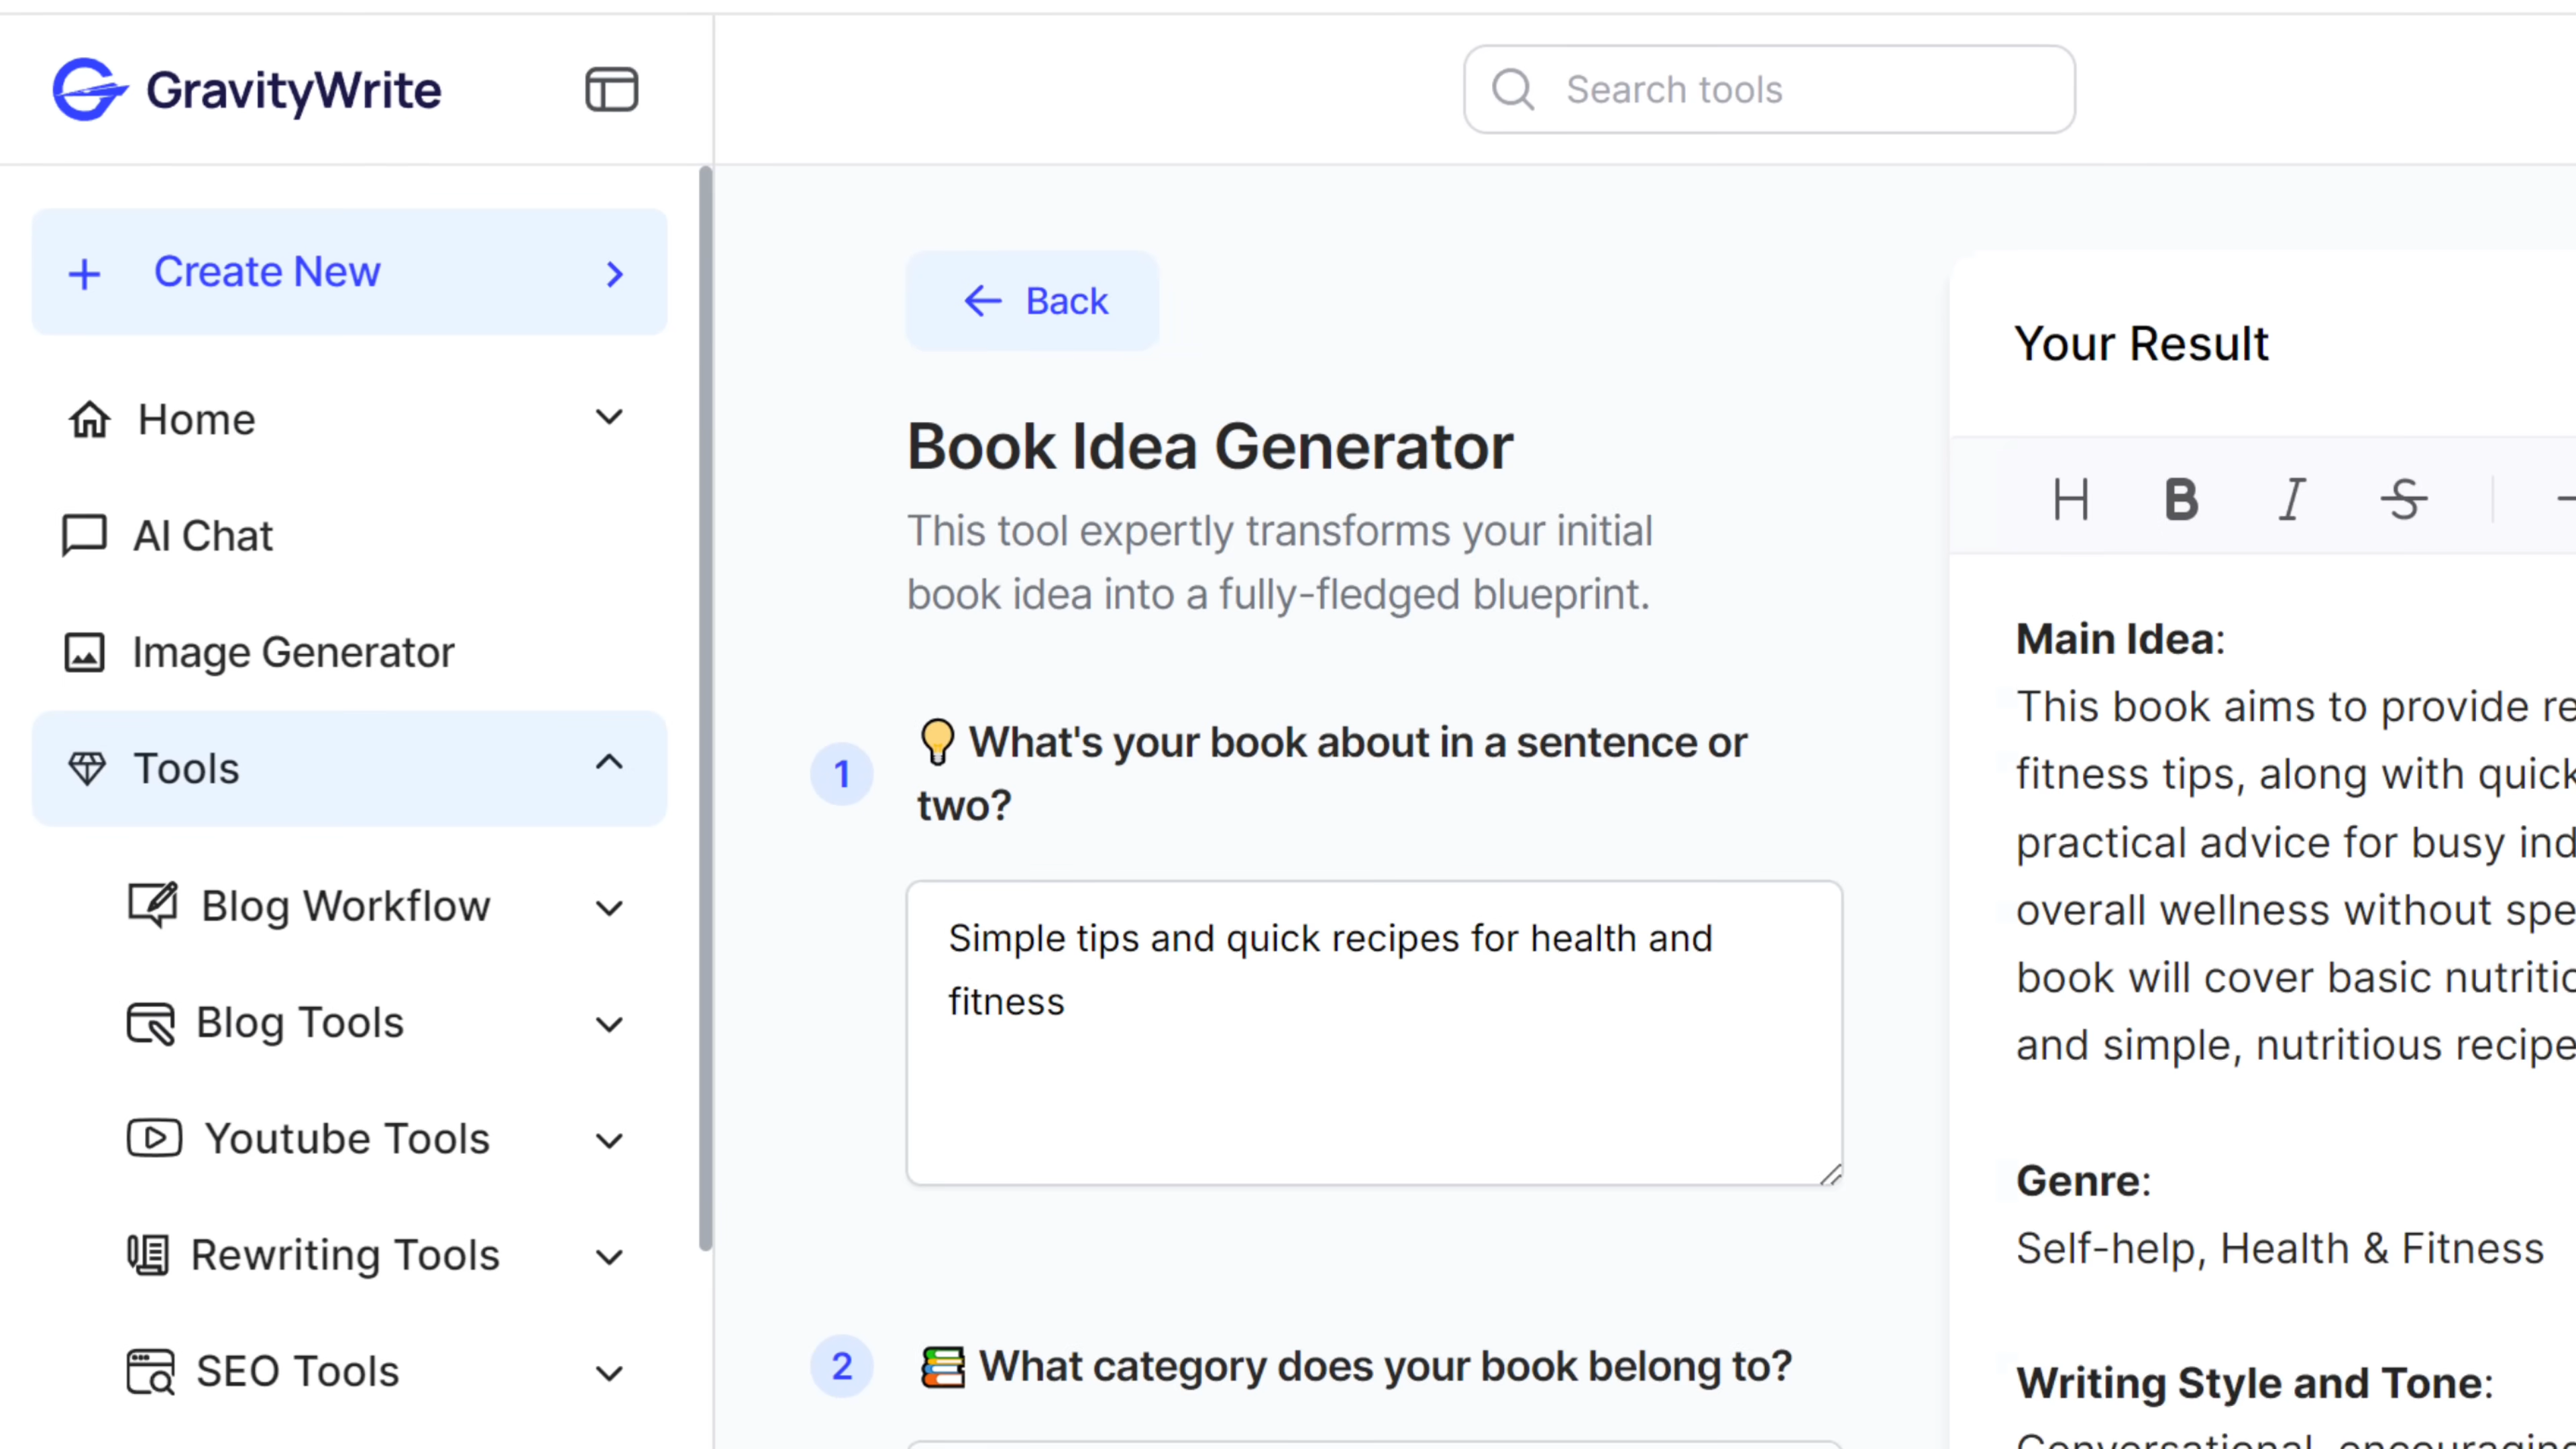 GravityWrite
Search tools
Create New
Home
AI Chat
Image Generator
Tools
Blog Workflow
Blog Tools
Youtube Tools
Rewriting Tools
SEO Tools
Back
Book Idea Generator
This tool expertly transforms your initial
book idea into a fully-fledged blueprint.
1
What's your book about in a sentence or
two?
Simple tips and quick recipes for health and
fitness
2
What category does your book belong to?
Your Result
H B I S
Main Idea:
This book aims to provide
fitness tips, along with quick
practical advice for busy
overall wellness without
book will cover basic
and simple, nutritious
Genre:
Self-help, Health & Fitness
Writing Style and Tone: